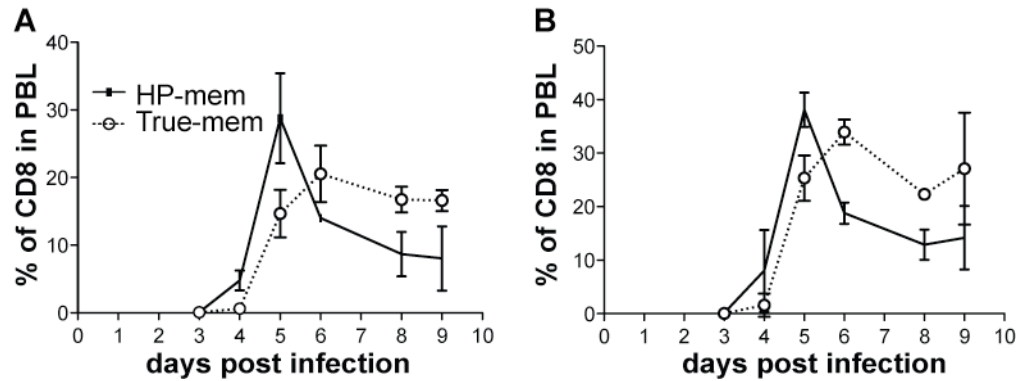 A
% of CD8 in PBL
40
30
20
10
0
HP-mem
True-mem
0 1 2 3 4 5 6 7 8 9 10
days post infection
B
% of CD8 in PBL
50
40
30
20
10
0
0 1 2 3 4 5 6 7 8 9 10
days post infection